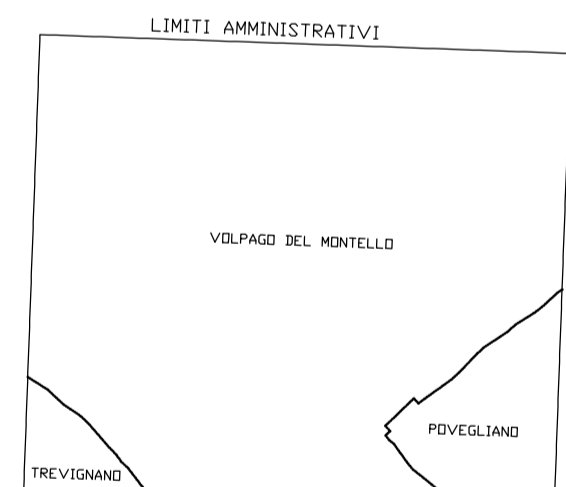 LIMITI AMMINISTRATIVI
VOLPAGO DEL MONTELLO
POVEGLIANO
TREVIGNANO